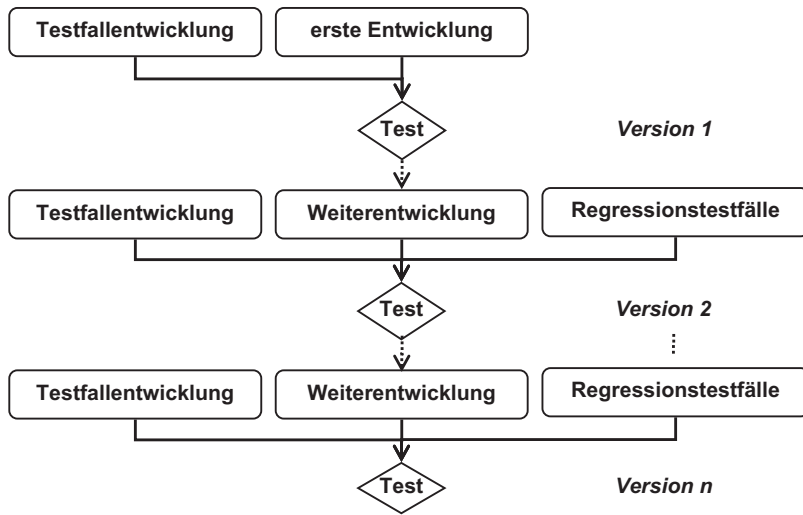 Testfallentwicklung
erste Entwicklung
Test
Version 1
Testfallentwicklung
Weiterentwicklung
Regressionstestfälle
Test
Version 2
Testfallentwicklung
Weiterentwicklung
Regressionstestfälle
Test
Version n